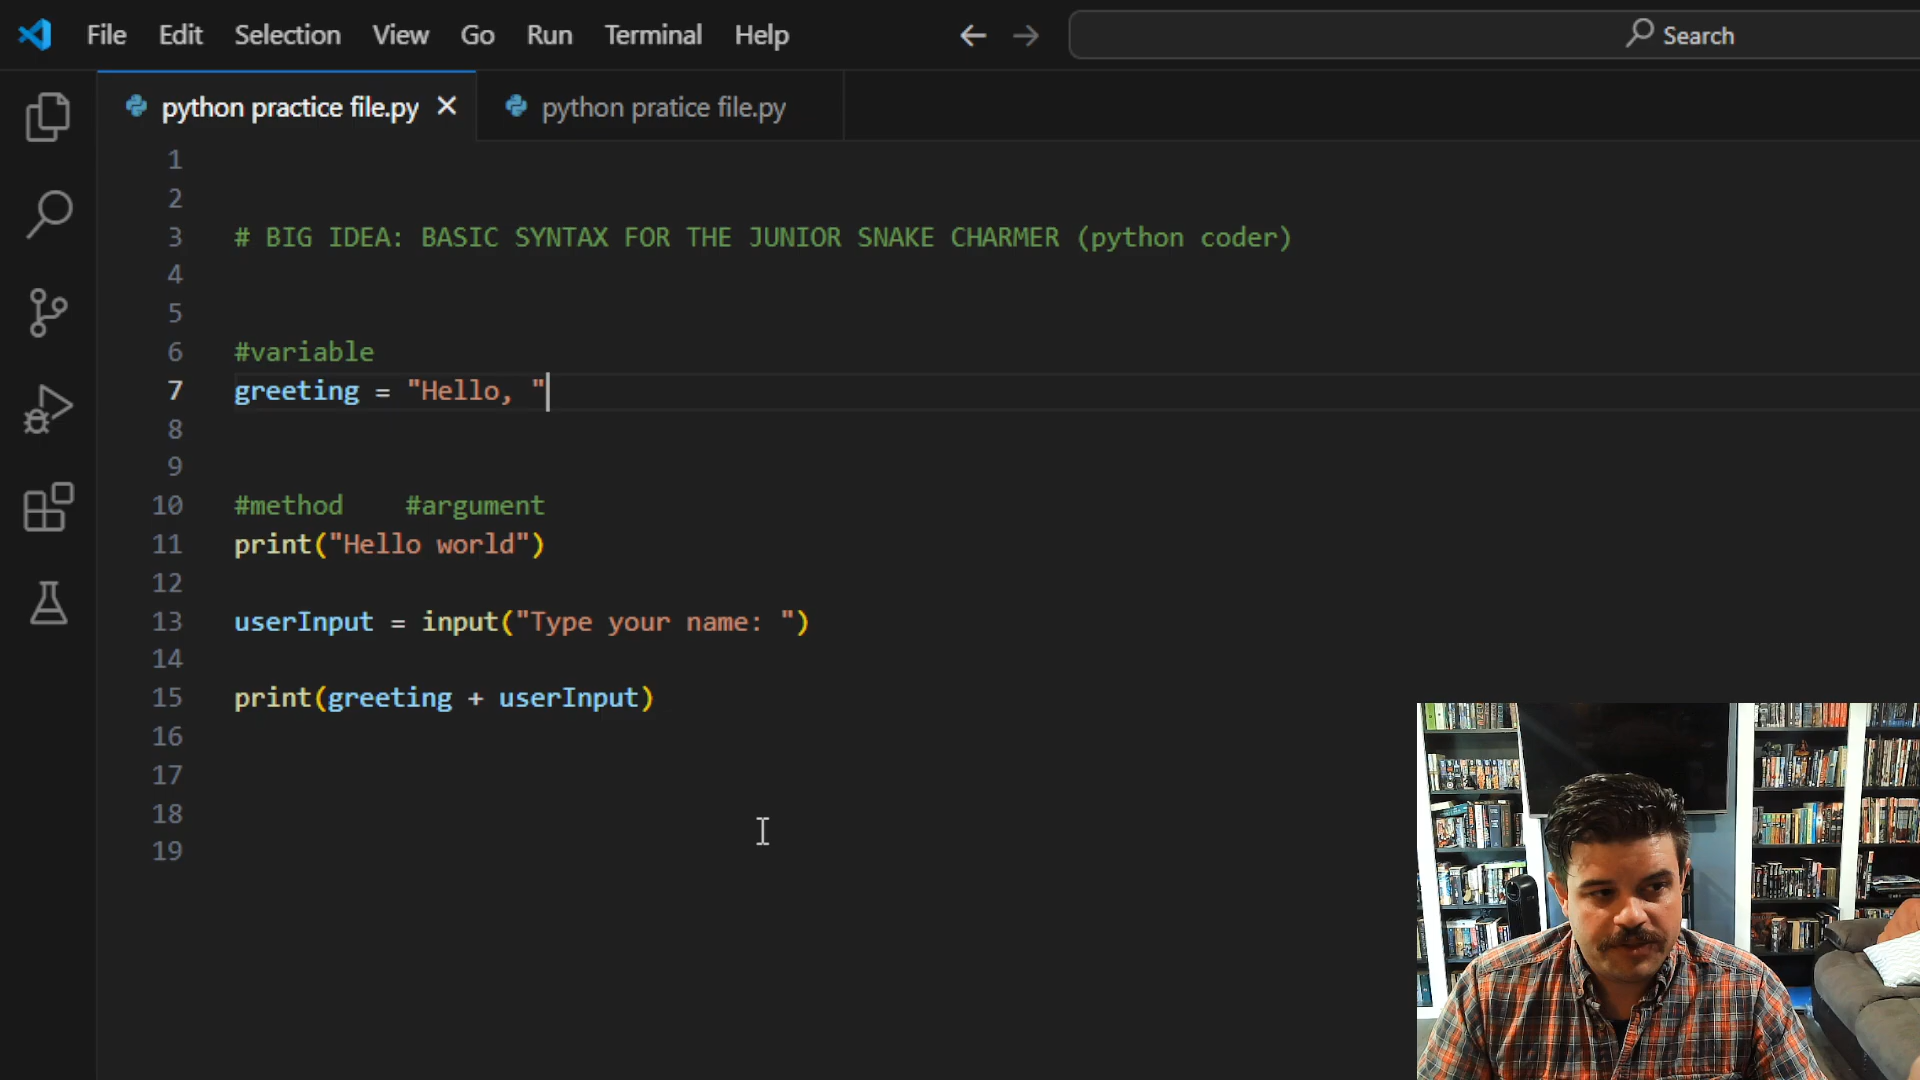 File Edit Selection View Go Run Terminal Help Search
python practice file.py python pratice file.py
1
2
3 # BIG IDEA: BASIC SYNTAX FOR THE JUNIOR SNAKE CHARMER (python coder)
4
5
6 #variable
7 greeting = "Hello, "
8
9
10 #method #argument
11 print("Hello world")
12
13 userInput = input("Type your name: ")
14
15 print(greeting + userInput)
16
17
18
19